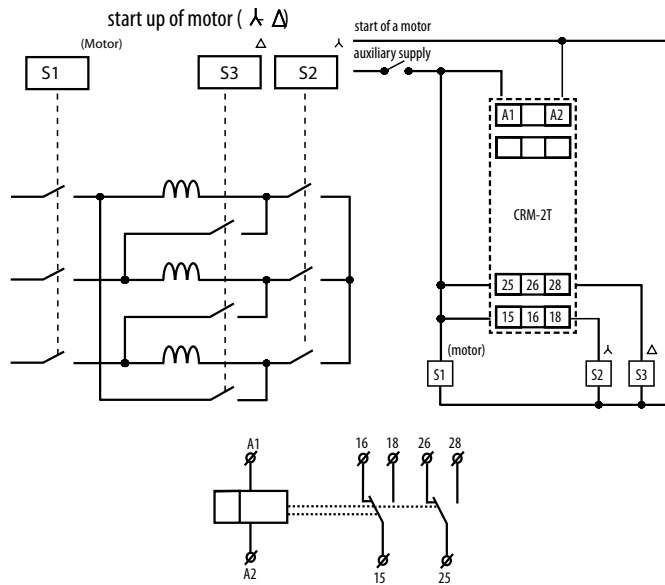 start up of motor ( ⅄ Δ)
(Motor)
S1
Δ
S3
⅄
S2
start of a motor
auxiliary supply
A1 A2
CRM-2T
25 26 28
15 16 18
(motor)
S1
⅄
S2
Δ
S3
A1
16 18 26 28
A2
15 25